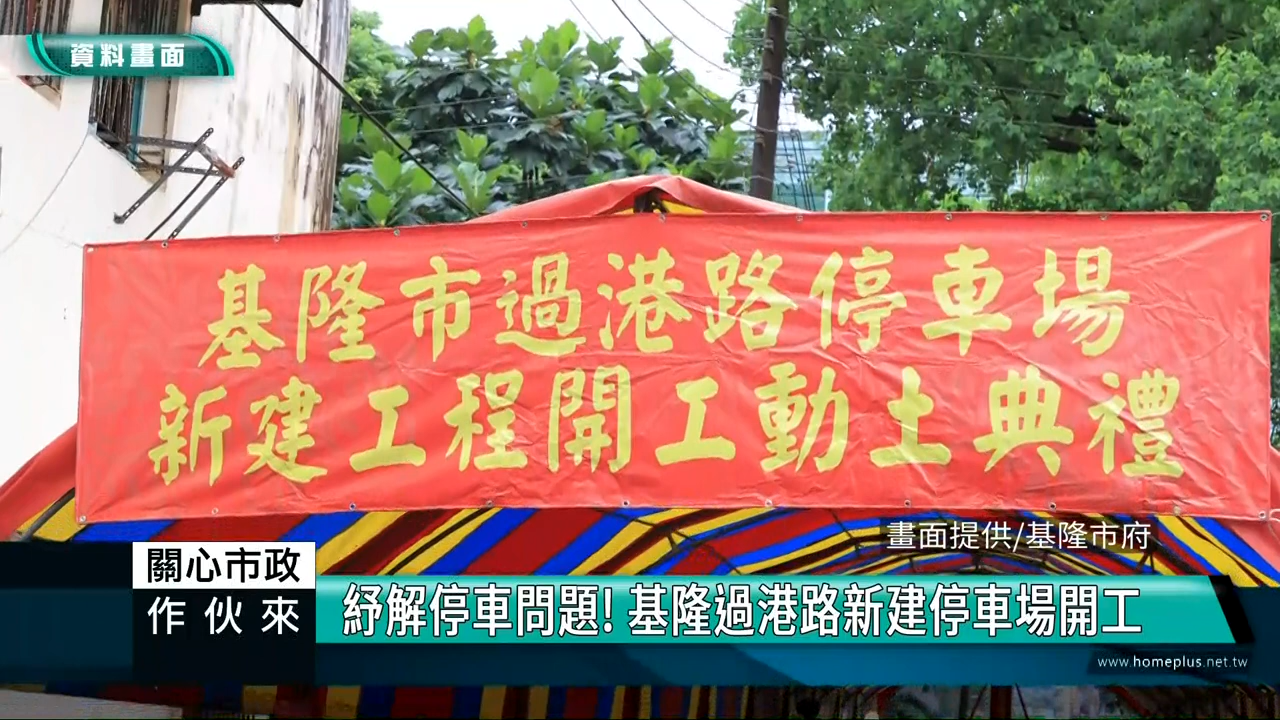 資料畫面
基隆市過港路停車場
新建工程開工動土典禮
畫面提供/基隆市府
關心市政
作伙來
紓解停車問題! 基隆過港路新建停車場開工
www.homeplus.net.tw